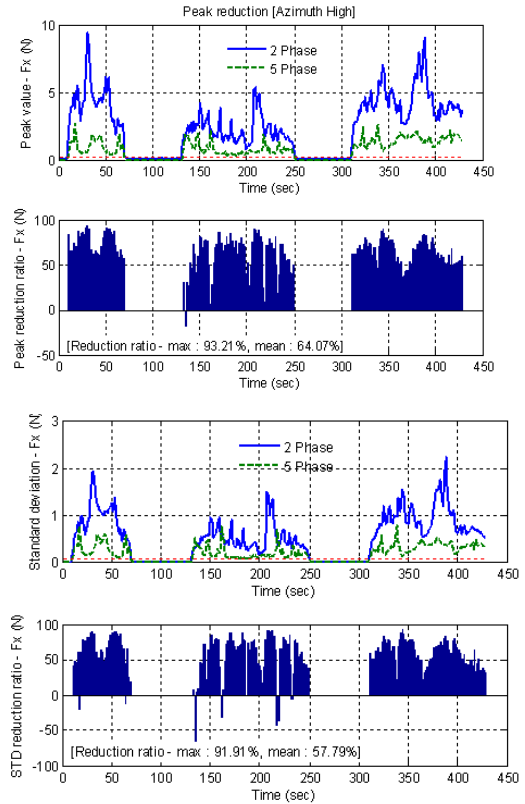 Peak reduction [Azimuth High]
10
5
0
Peak value - Fx (N)
2 Phase
5 Phase
0 50 100 150 200 250 300 350 400 450
Time (sec)
100
50
0
-50
Peak reduction ratio - Fx (N)
[Reduction ratio - max : 93.21%, mean : 64.07%]
0 50 100 150 200 250 300 350 400 450
Time (sec)
3
2
1
0
Standard deviation - Fx (N)
2 Phase
5 Phase
0 50 100 150 200 250 300 350 400 450
Time (sec)
100
50
0
-50
-100
STD reduction ratio - Fx (N)
[Reduction ratio - max : 91.91%, mean : 57.79%]
0 50 100 150 200 250 300 350 400 450
Time (sec)